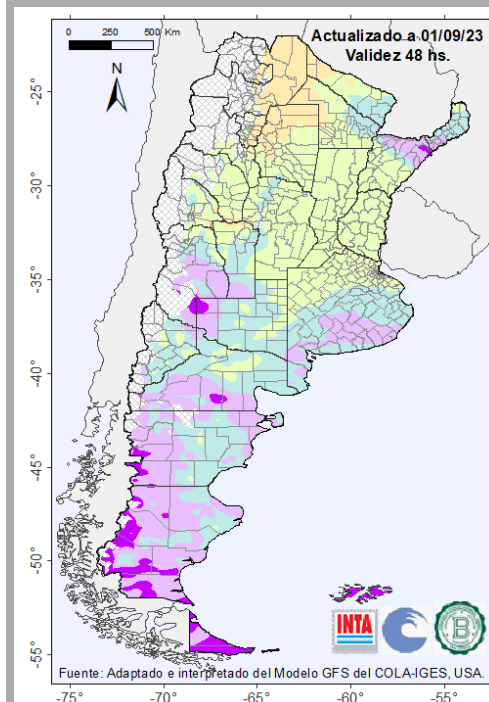 0 250 500 Km
Actualizado a 01/09/23
Validez 48 hs.
N
-25°
-30°
-35°
-40°
-45°
-50°
-55°
INTA
B
Fuente: Adaptado e interpretado del Modelo GFS del COLA-IGES, USA.
-75° -70° -65° -60° -55°